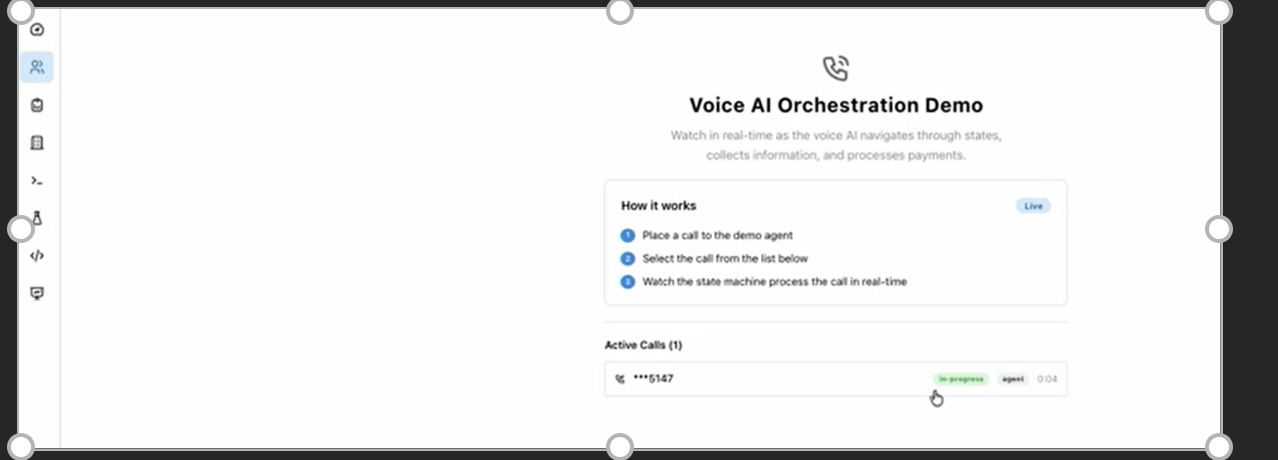 Voice AI Orchestration Demo
Watch in real-time as the voice AI navigates through states,
collects information, and processes payments.
How it works
Live
1 Place a call to the demo agent
2 Select the call from the list below
3 Watch the state machine process the call in real-time
Active Calls (1)
***5147
in-progress agent 0:04